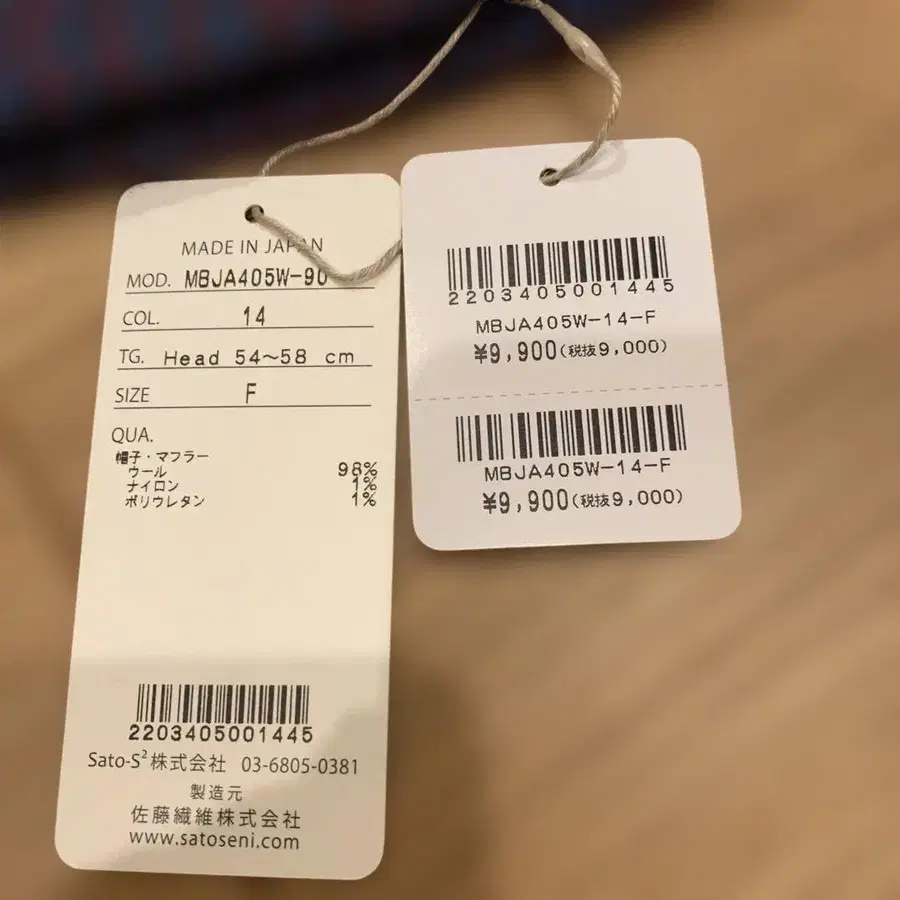 MADE IN JAPAN
MOD. MBJA405W-90
COL. 14
TG. Head 54~58 cm
SIZE F
QUA.
帽子・マフラー
ウール 98%
ナイロン 1%
ポリウレタン 1%
2203405001445
Sato-S²株式会社 03-6805-0381
製造元
佐藤繊維株式会社
www.satoseni.com
2203405001445
MBJA405W-14-F
¥9,900(税抜9,000)
MBJA405W-14-F
¥9,900(税抜9,000)